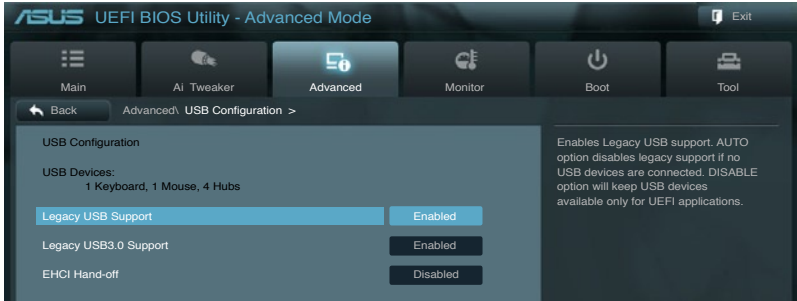 ASUS UEFI BIOS Utility - Advanced Mode
Exit
Main
Ai Tweaker
Advanced
Monitor
Boot
Tool
Back
Advanced\ USB Configuration >
USB Configuration
USB Devices:
1 Keyboard, 1 Mouse, 4 Hubs
Legacy USB Support Enabled
Legacy USB3.0 Support Enabled
EHCI Hand-off Disabled
Enables Legacy USB support. AUTO
option disables legacy support if no
USB devices are connected. DISABLE
option will keep USB devices
available only for UEFI applications.